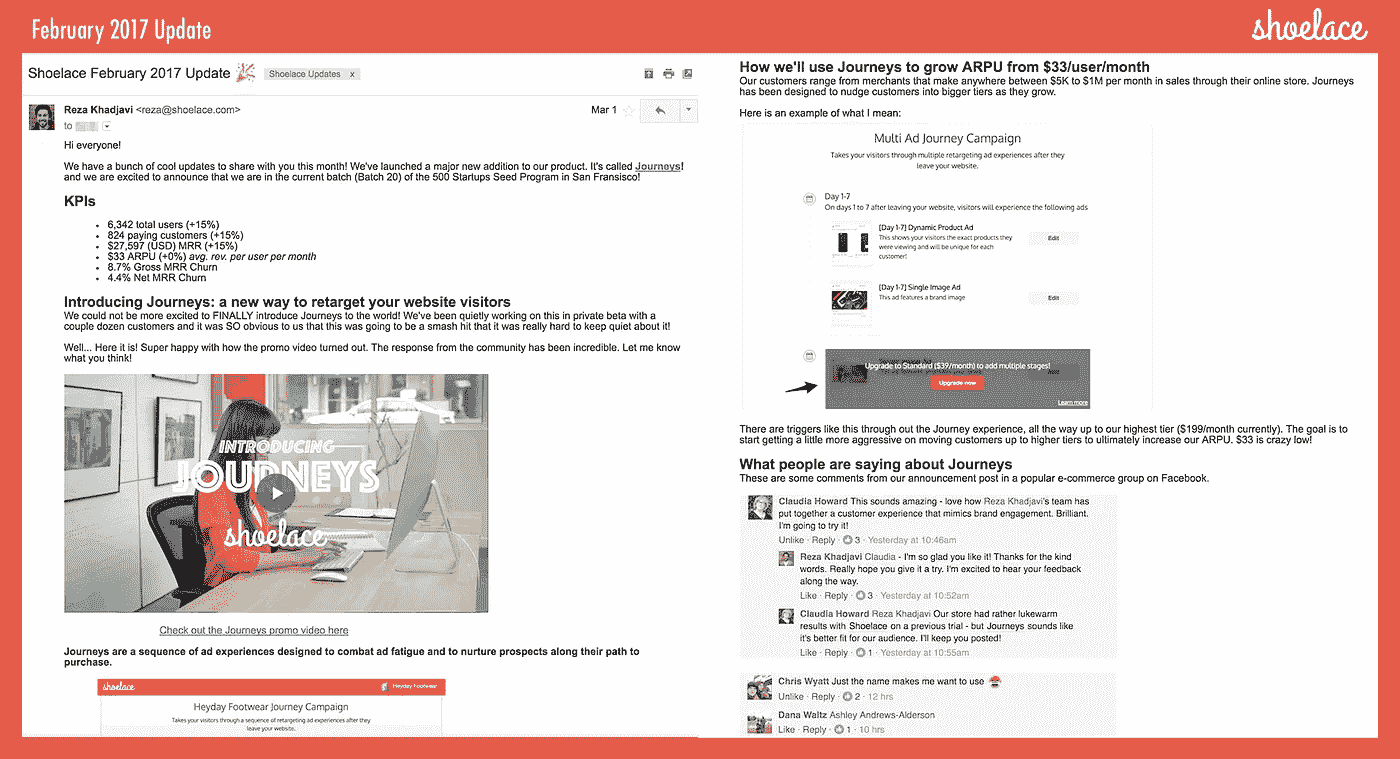 February 2017 Update
shoelace
Shoelace February 2017 Update
Shoelace Updates x
Reza Khadjavi <reza@shoelace.com>
Mar 1
to
Hi everyone!
We have a bunch of cool updates to share with you this month! We've launched a major new addition to our product. It's called Journeys!
and we are excited to announce that we are in the current batch (Batch 20) of the 500 Startups Seed Program in San Fransisco!
KPIs
6,342 total users (+15%)
824 paying customers (+15%)
$27,597 (USD) MRR (+15%)
$33 ARPU (+0%) avg. rev. per user per month
8.7% Gross MRR Churn
4.4% Net MRR Churn
Introducing Journeys: a new way to retarget your website visitors
We could not be more excited to FINALLY introduce Journeys to the world! We've been quietly working on this in private beta with a
couple dozen customers and it was SO obvious to us that this was going to be a smash hit that it was really hard to keep quiet about it!
Well... Here it is! Super happy with how the promo video turned out. The response from the community has been incredible. Let me know
what you think!
INTRODUCING
JOURNEYS
shoelace
Check out the Journeys promo video here
Journeys are a sequence of ad experiences designed to combat ad fatigue and to nurture prospects along their path to
purchase.
shoelace
Heyday Footwear
Heyday Footwear Journey Campaign
Takes your visitors through a sequence of retargeting ad experiences after they
leave your website.
How we'll use Journeys to grow ARPU from $33/user/month
Our customers range from merchants that make anywhere between $5K to $1M per month in sales through their online store. Journeys
has been designed to nudge customers into bigger tiers as they grow.
Here is an example of what I mean:
Multi Ad Journey Campaign
Takes your visitors through multiple retargeting ad experiences after they
leave your website.
Day 1-7
On days 1 to 7 after leaving your website, visitors will experience the following ads
[Day 1-7] Dynamic Product Ad
This shows your visitors the exact products they
were viewing and will be unique for each
customer!
Edit
[Day 1-7] Single Image Ad
This ad features a brand image
Edit
Upgrade to Standard ($39/month) to add multiple stages!
Edit
Upgrade now
Learn more
There are triggers like this through out the Journey experience, all the way up to our highest tier ($199/month currently). The goal is to
start getting a little more aggressive on moving customers up to higher tiers to ultimately increase our ARPU. $33 is crazy low!
What people are saying about Journeys
These are some comments from our announcement post in a popular e-commerce group on Facebook.
Claudia Howard This sounds amazing - love how Reza Khadjavi's team has
put together a customer experience that mimics brand engagement. Brilliant.
I'm going to try it!
Unlike · Reply · 3 · Yesterday at 10:46am
Reza Khadjavi Claudia - I'm so glad you like it! Thanks for the kind
words. Really hope you give it a try. I'm excited to hear your feedback
along the way.
Like · Reply · 3 · Yesterday at 10:52am
Claudia Howard Reza Khadjavi Our store had rather lukewarm
results with Shoelace on a previous trial - but Journeys sounds like
it's better fit for our audience. I'll keep you posted!
Like · Reply · 1 · Yesterday at 10:55am
Chris Wyatt Just the name makes me want to use
Unlike · Reply · 2 · 12 hrs
Dana Waltz Ashley Andrews-Alderson
Like · Reply · 1 · 10 hrs